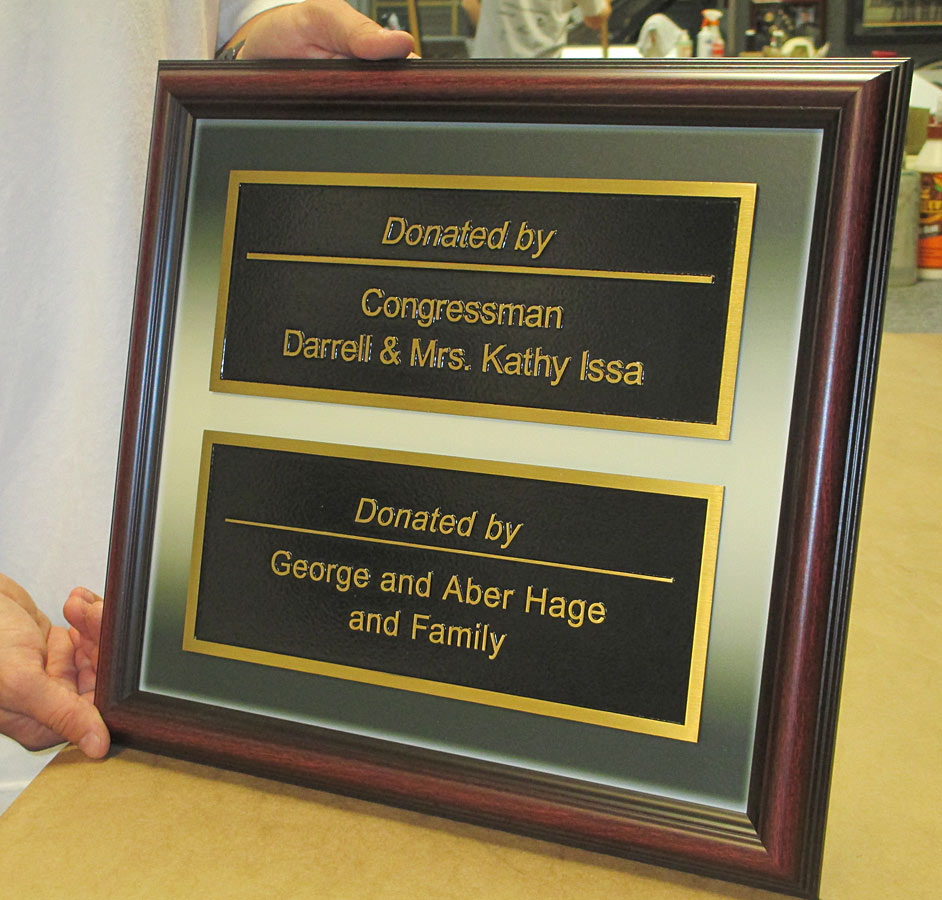 Donated by
Congressman
Darrell & Mrs. Kathy Issa
Donated by
George and Aber Hage
and Family